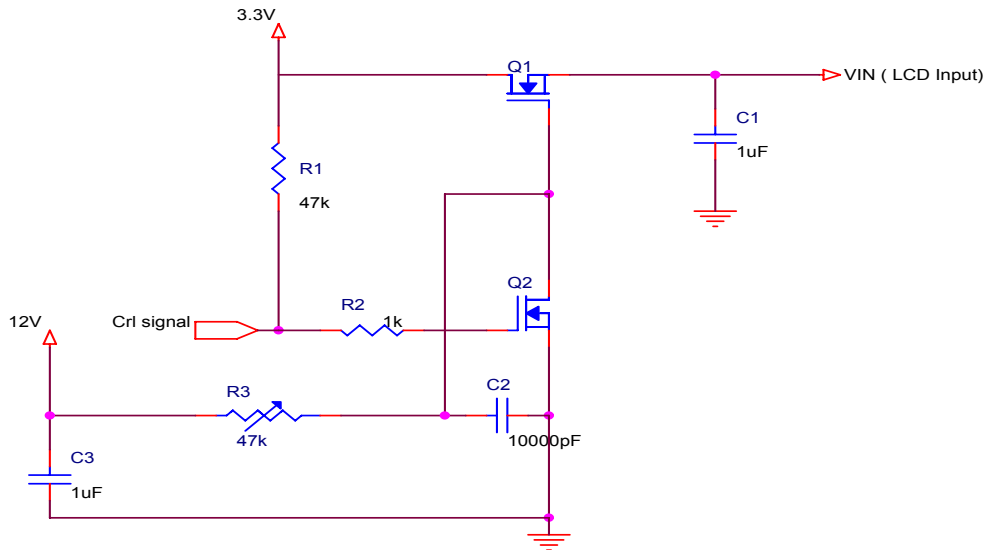 3.3V
Q1
VIN ( LCD Input)
C1
1uF
R1
47k
Q2
R2
1k
12V
Crl signal
R3
47k
C2
10000pF
C3
1uF